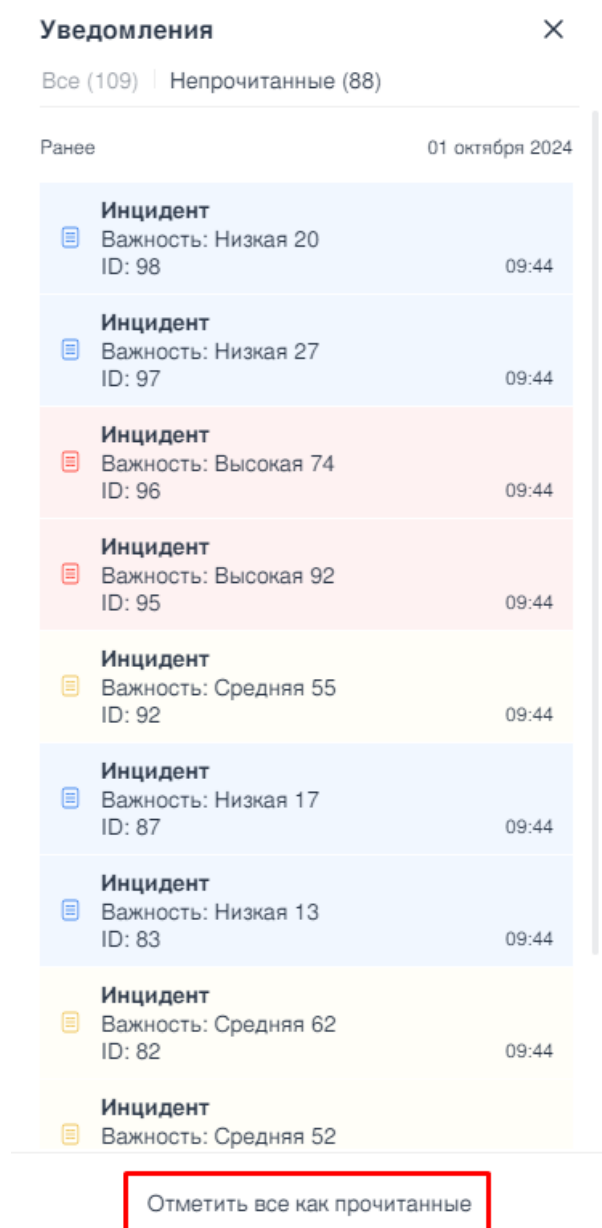 Уведомления
Все (109) Непрочитанные (88)
Ранее 01 октября 2024
Инцидент
Важность: Низкая 20
ID: 98 09:44
Инцидент
Важность: Низкая 27
ID: 97 09:44
Инцидент
Важность: Высокая 74
ID: 96 09:44
Инцидент
Важность: Высокая 92
ID: 95 09:44
Инцидент
Важность: Средняя 55
ID: 92 09:44
Инцидент
Важность: Низкая 17
ID: 87 09:44
Инцидент
Важность: Низкая 13
ID: 83 09:44
Инцидент
Важность: Средняя 62
ID: 82 09:44
Инцидент
Важность: Средняя 52
Отметить все как прочитанные